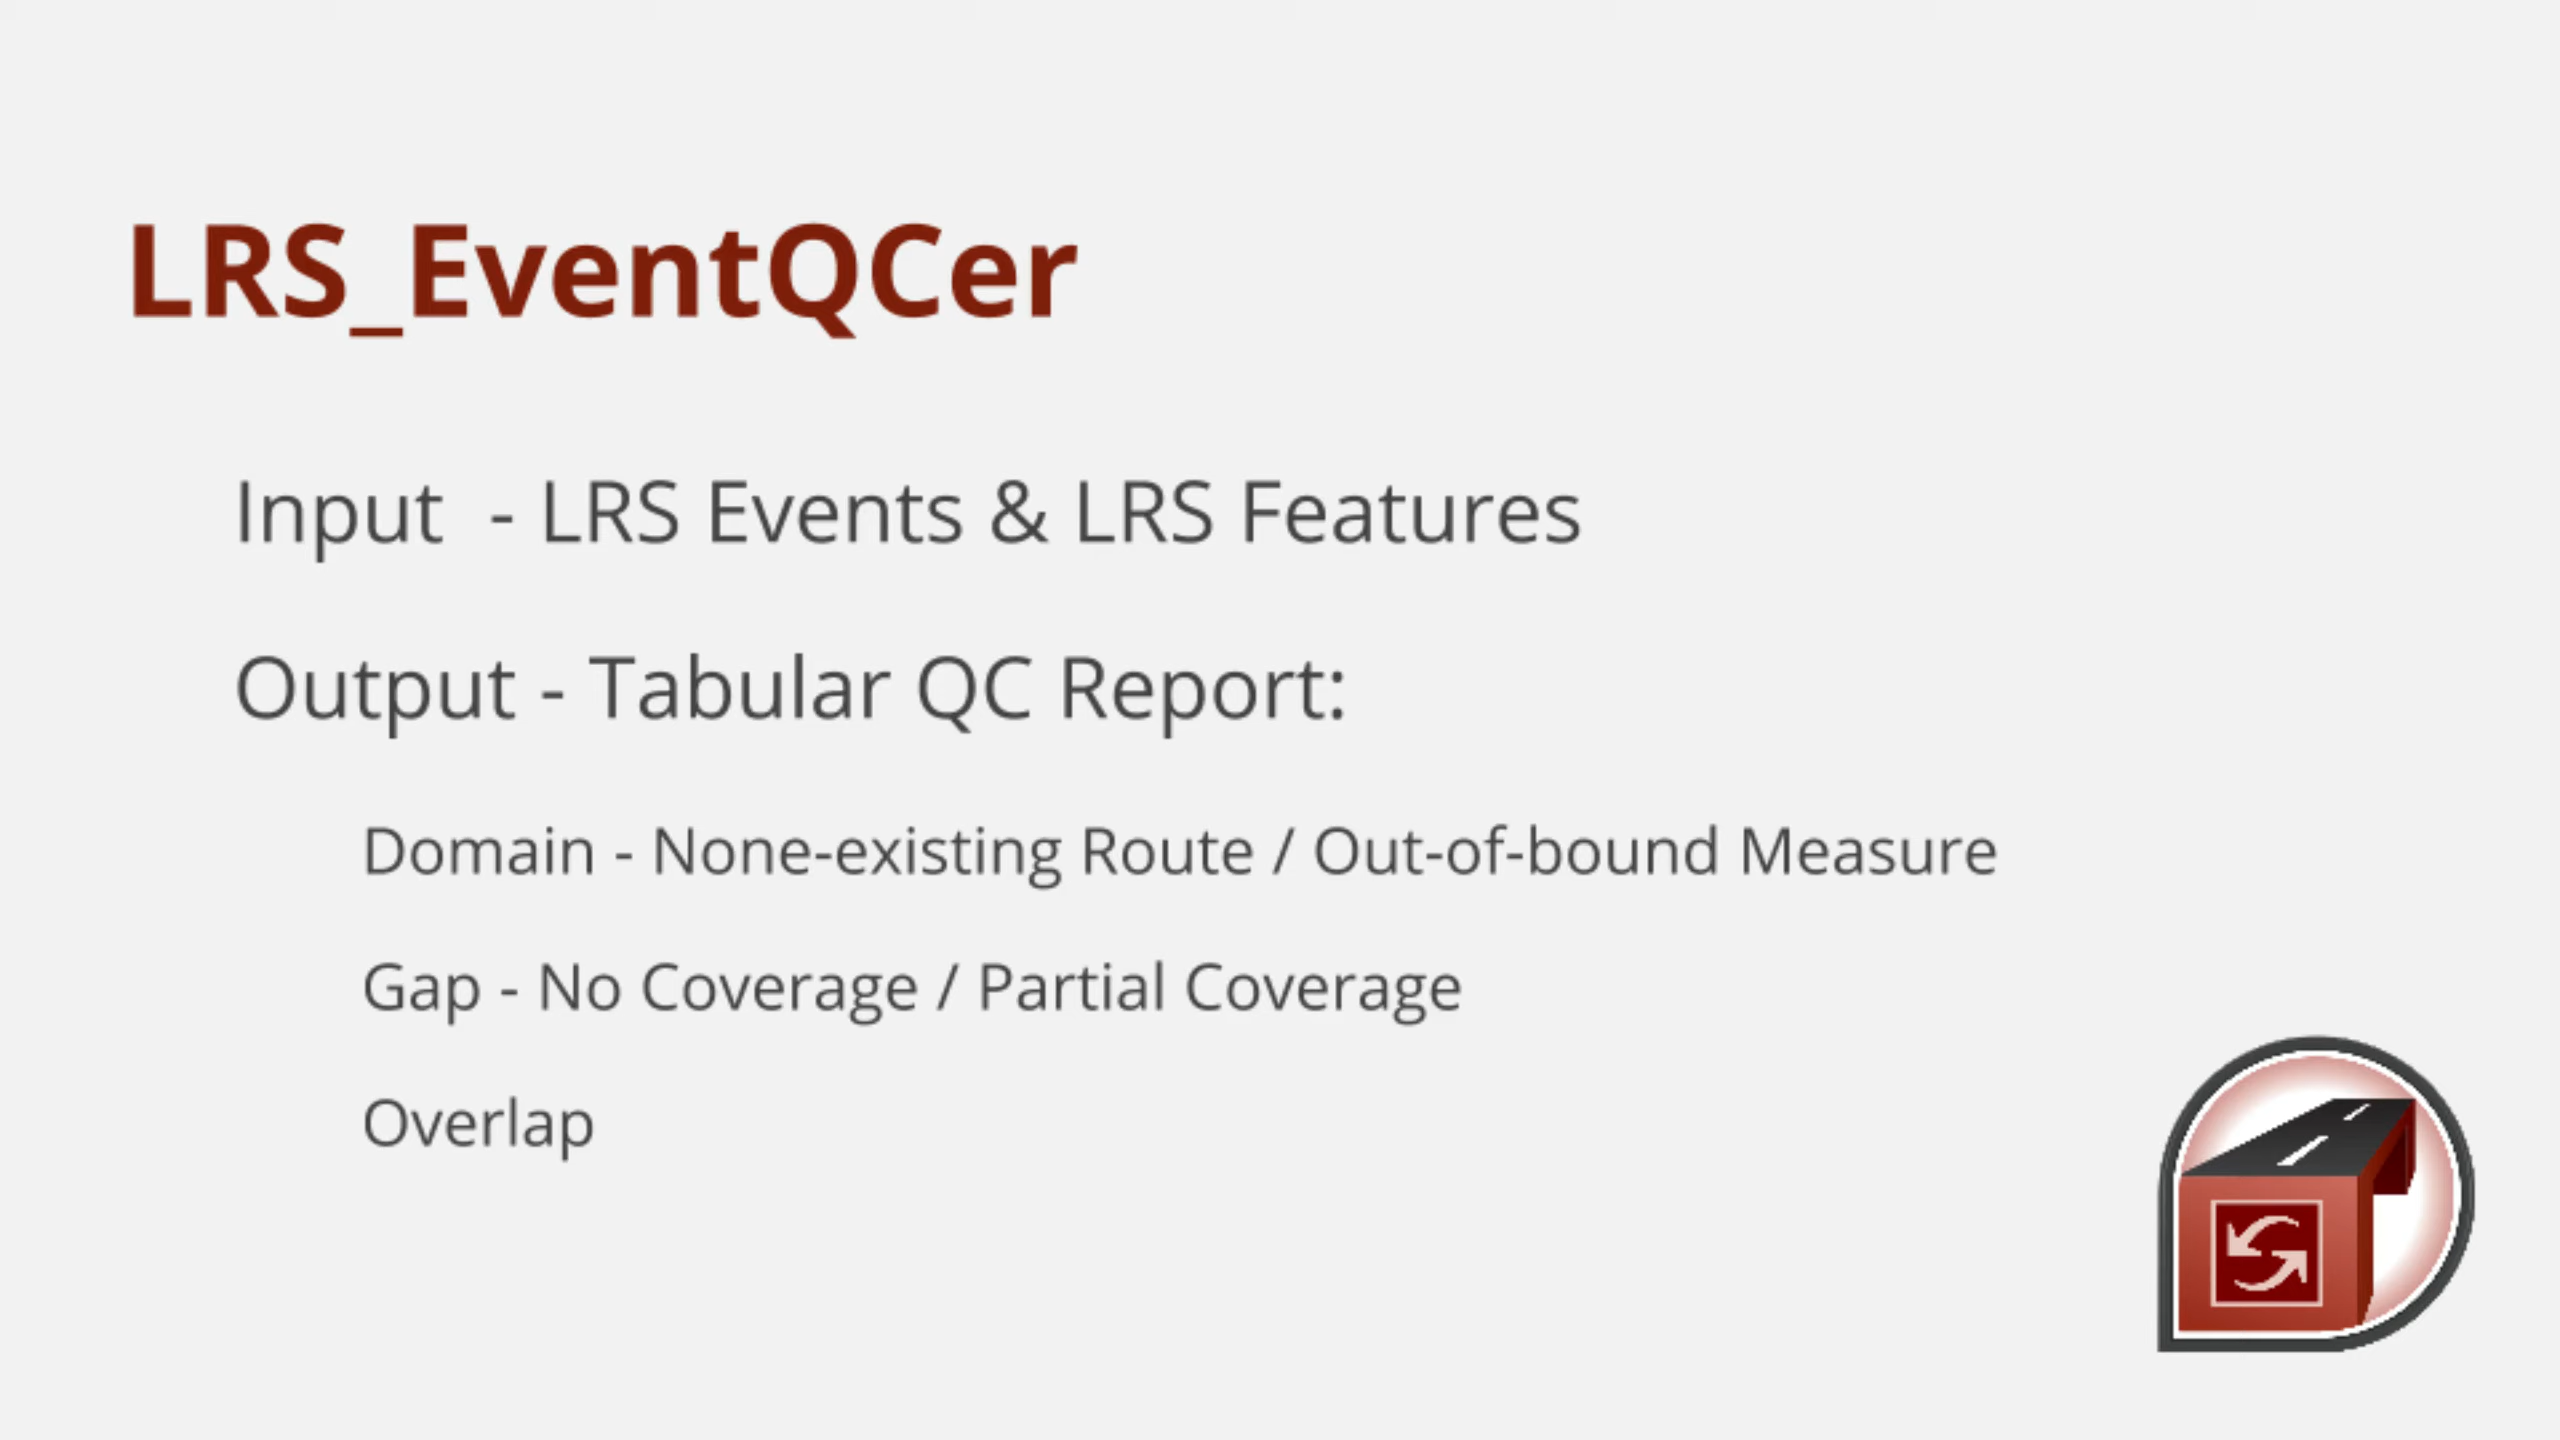 LRS_EventQCer
Input  - LRS Events & LRS Features
Output - Tabular QC Report:
Domain - None-existing Route / Out-of-bound Measure
Gap - No Coverage / Partial Coverage
Overlap